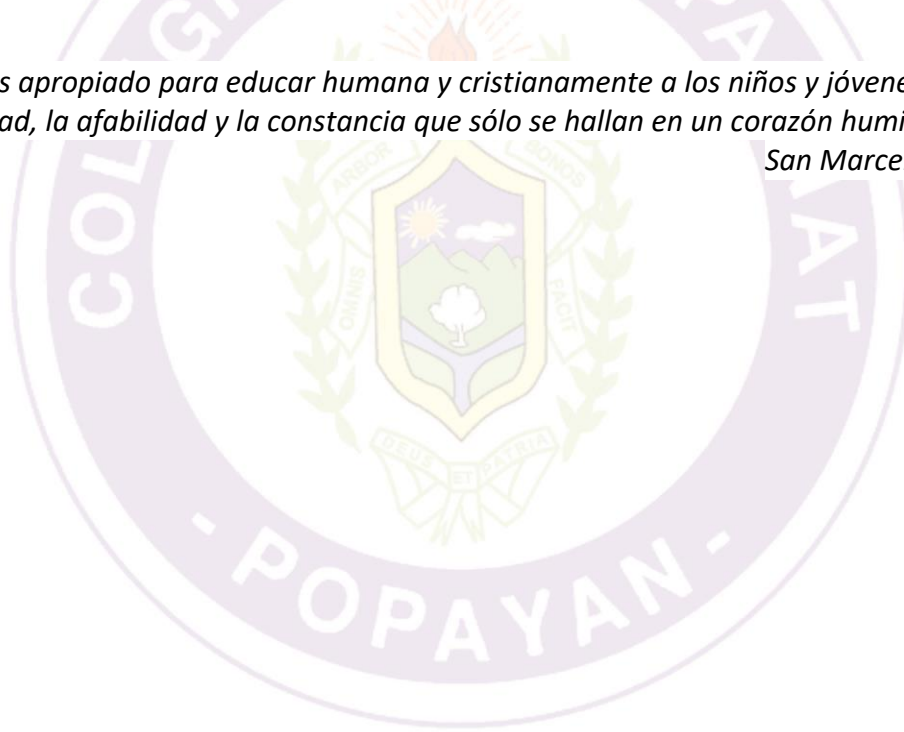 s apropiado para educar humana y cristianamente a los niños y jóvene
ad, la afabilidad y la constancia que sólo se hallan en un corazón humi
San Marce
COL
NAT
ARBOR
BONOS
OMNIS
FACIT
DEUS ET PATRIA
- POPAYAN -